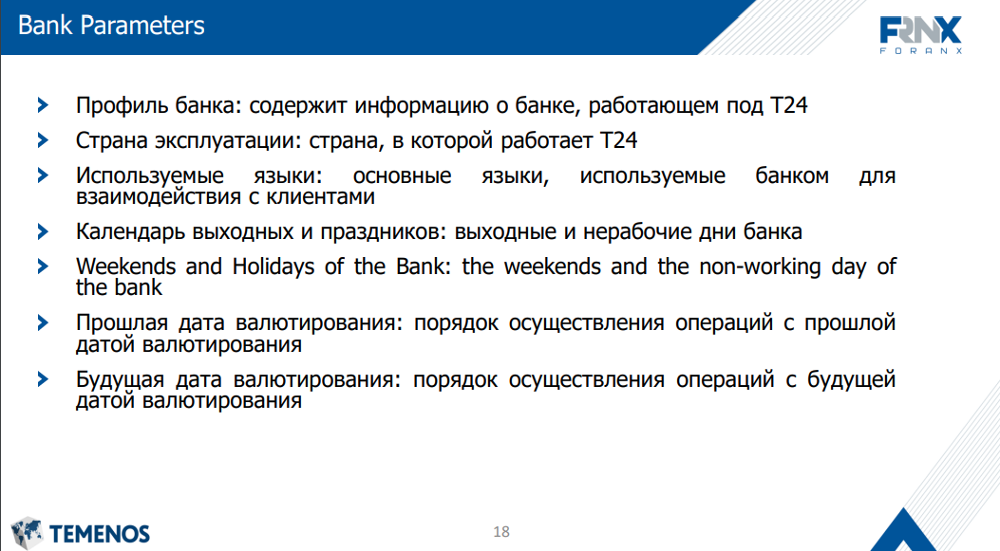 Bank Parameters
FRNX
FORANX
Профиль банка: содержит информацию о банке, работающем под T24
Страна эксплуатации: страна, в которой работает T24
Используемые языки: основные языки, используемые банком для
взаимодействия с клиентами
Календарь выходных и праздников: выходные и нерабочие дни банка
Weekends and Holidays of the Bank: the weekends and the non-working day of
the bank
Прошлая дата валютирования: порядок осуществления операций с прошлой
датой валютирования
Будущая дата валютирования: порядок осуществления операций с будущей
датой валютирования
TEMENOS
18